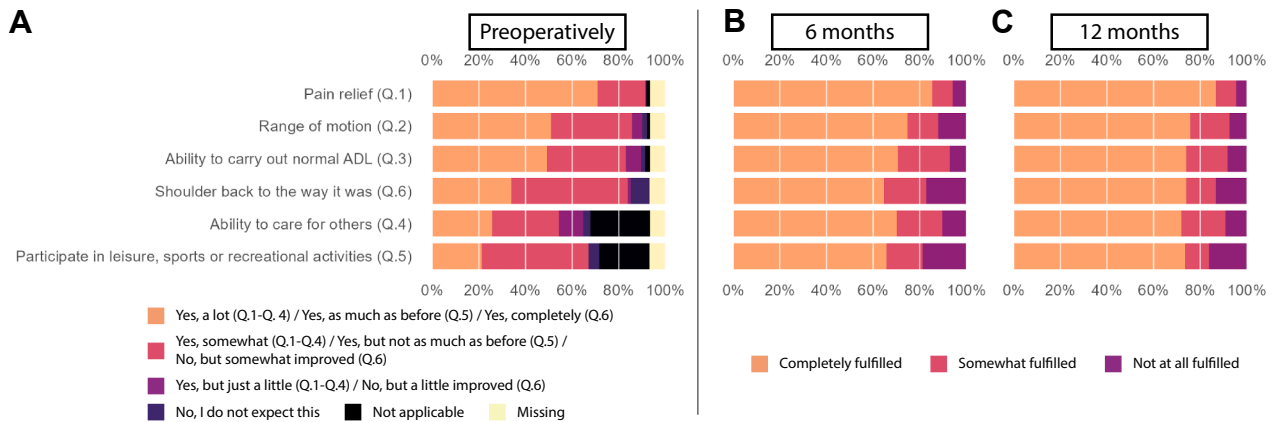 A
Preoperatively
B
6 months
C
12 months
0% 20% 40% 60% 80% 100%
0% 20% 40% 60% 80% 100%
0% 20% 40% 60% 80% 100%
Pain relief (Q.1)
Range of motion (Q.2)
Ability to carry out normal ADL (Q.3)
Shoulder back to the way it was (Q.6)
Ability to care for others (Q.4)
Participate in leisure, sports or recreational activities (Q.5)
0% 20% 40% 60% 80% 100%
0% 20% 40% 60% 80% 100%
0% 20% 40% 60% 80% 100%
Yes, a lot (Q.1-Q. 4) / Yes, as much as before (Q.5) / Yes, completely (Q.6)
Yes, somewhat (Q.1-Q.4) / Yes, but not as much as before (Q.5) /
No, but somewhat improved (Q.6)
Yes, but just a little (Q.1-Q.4) / No, but a little improved (Q.6)
No, I do not expect this
Not applicable
Missing
Completely fulfilled
Somewhat fulfilled
Not at all fulfilled